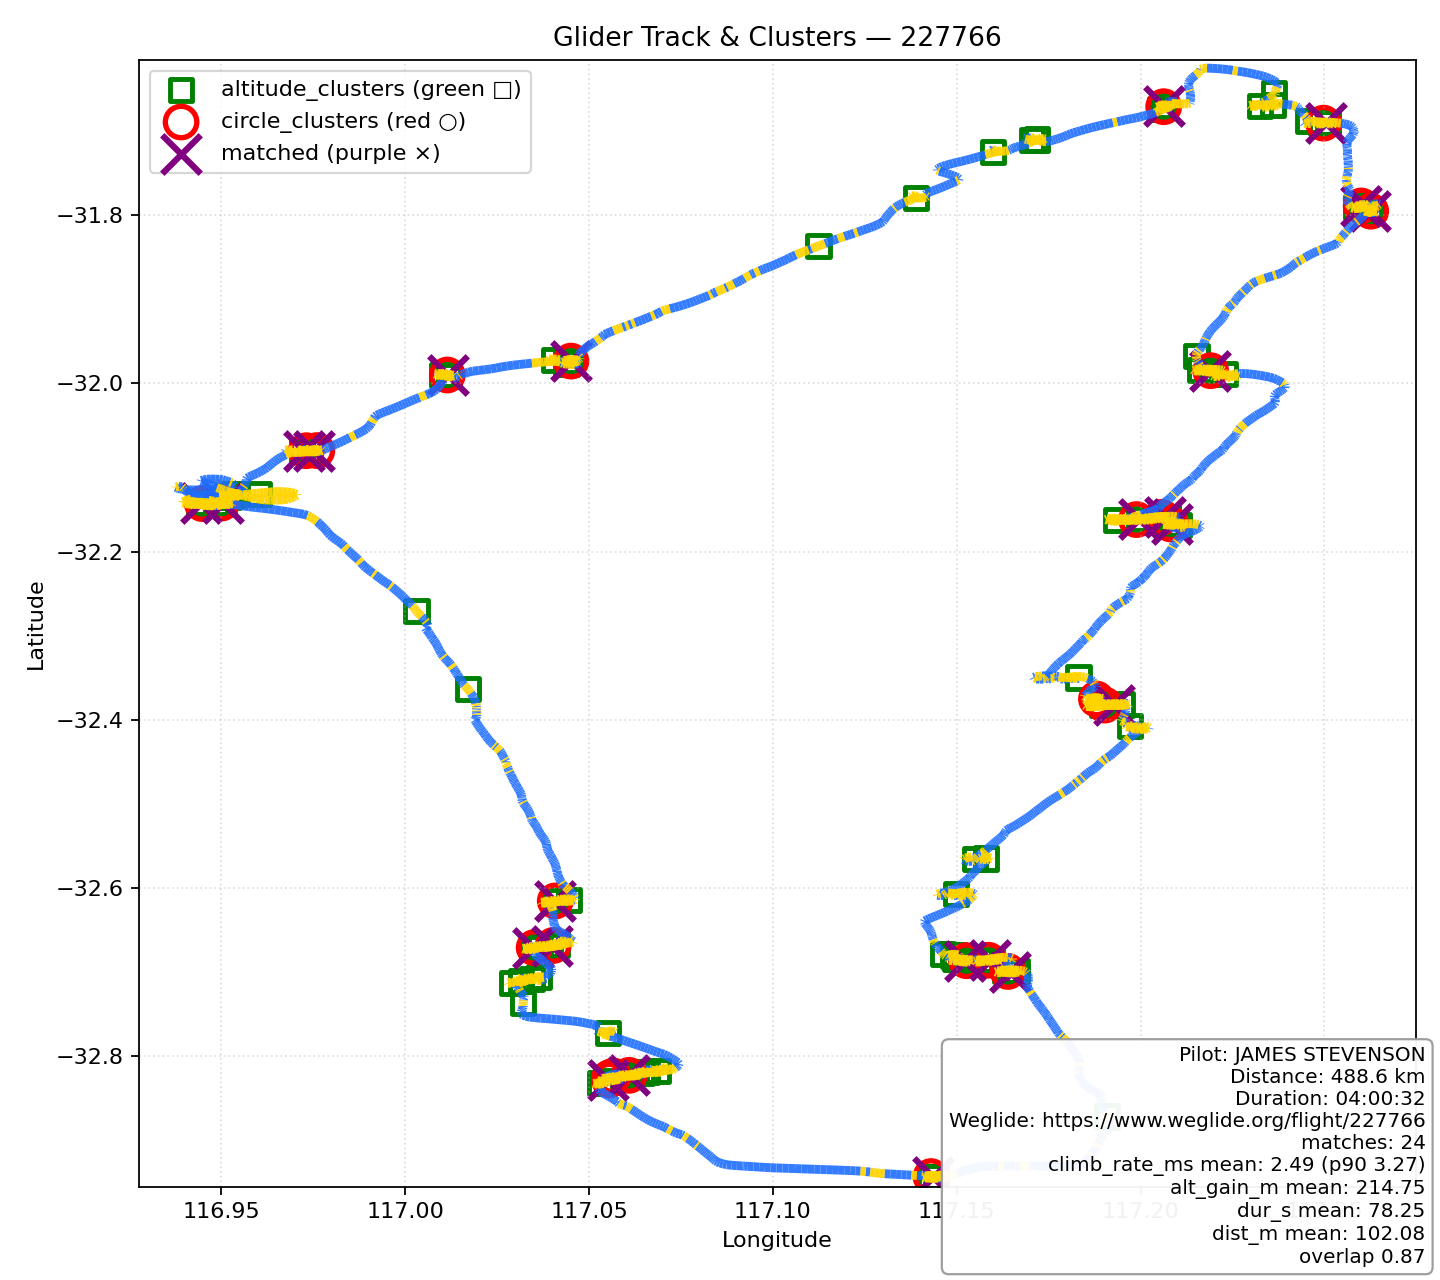 Glider Track & Clusters — 227766
altitude_clusters (green □)
circle_clusters (red ○)
matched (purple ×)
−31.8
−32.0
−32.2
−32.4
−32.6
−32.8
Latitude
116.95
117.00
117.05
117.10
117.15
117.20
Longitude
Pilot: JAMES STEVENSON
Distance: 488.6 km
Duration: 04:00:32
Weglide: https://www.weglide.org/flight/227766
matches: 24
climb_rate_ms mean: 2.49 (p90 3.27)
alt_gain_m mean: 214.75
dur_s mean: 78.25
dist_m mean: 102.08
overlap 0.87